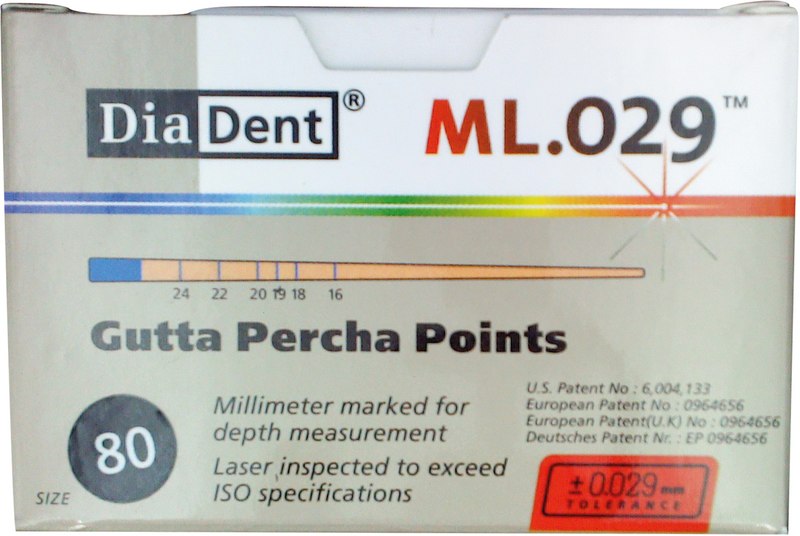 DiaDent®
ML.029™
24 22 20 19 18 16
Gutta Percha Points
80
SIZE
Millimeter marked for
depth measurement
Laser inspected to exceed
ISO specifications
U.S. Patent No : 6,004,133
European Patent No : 0964656
European Patent(U.K) No : 0964656
Deutsches Patent Nr. : EP 0964656
±0.029mm
TOLERANCE